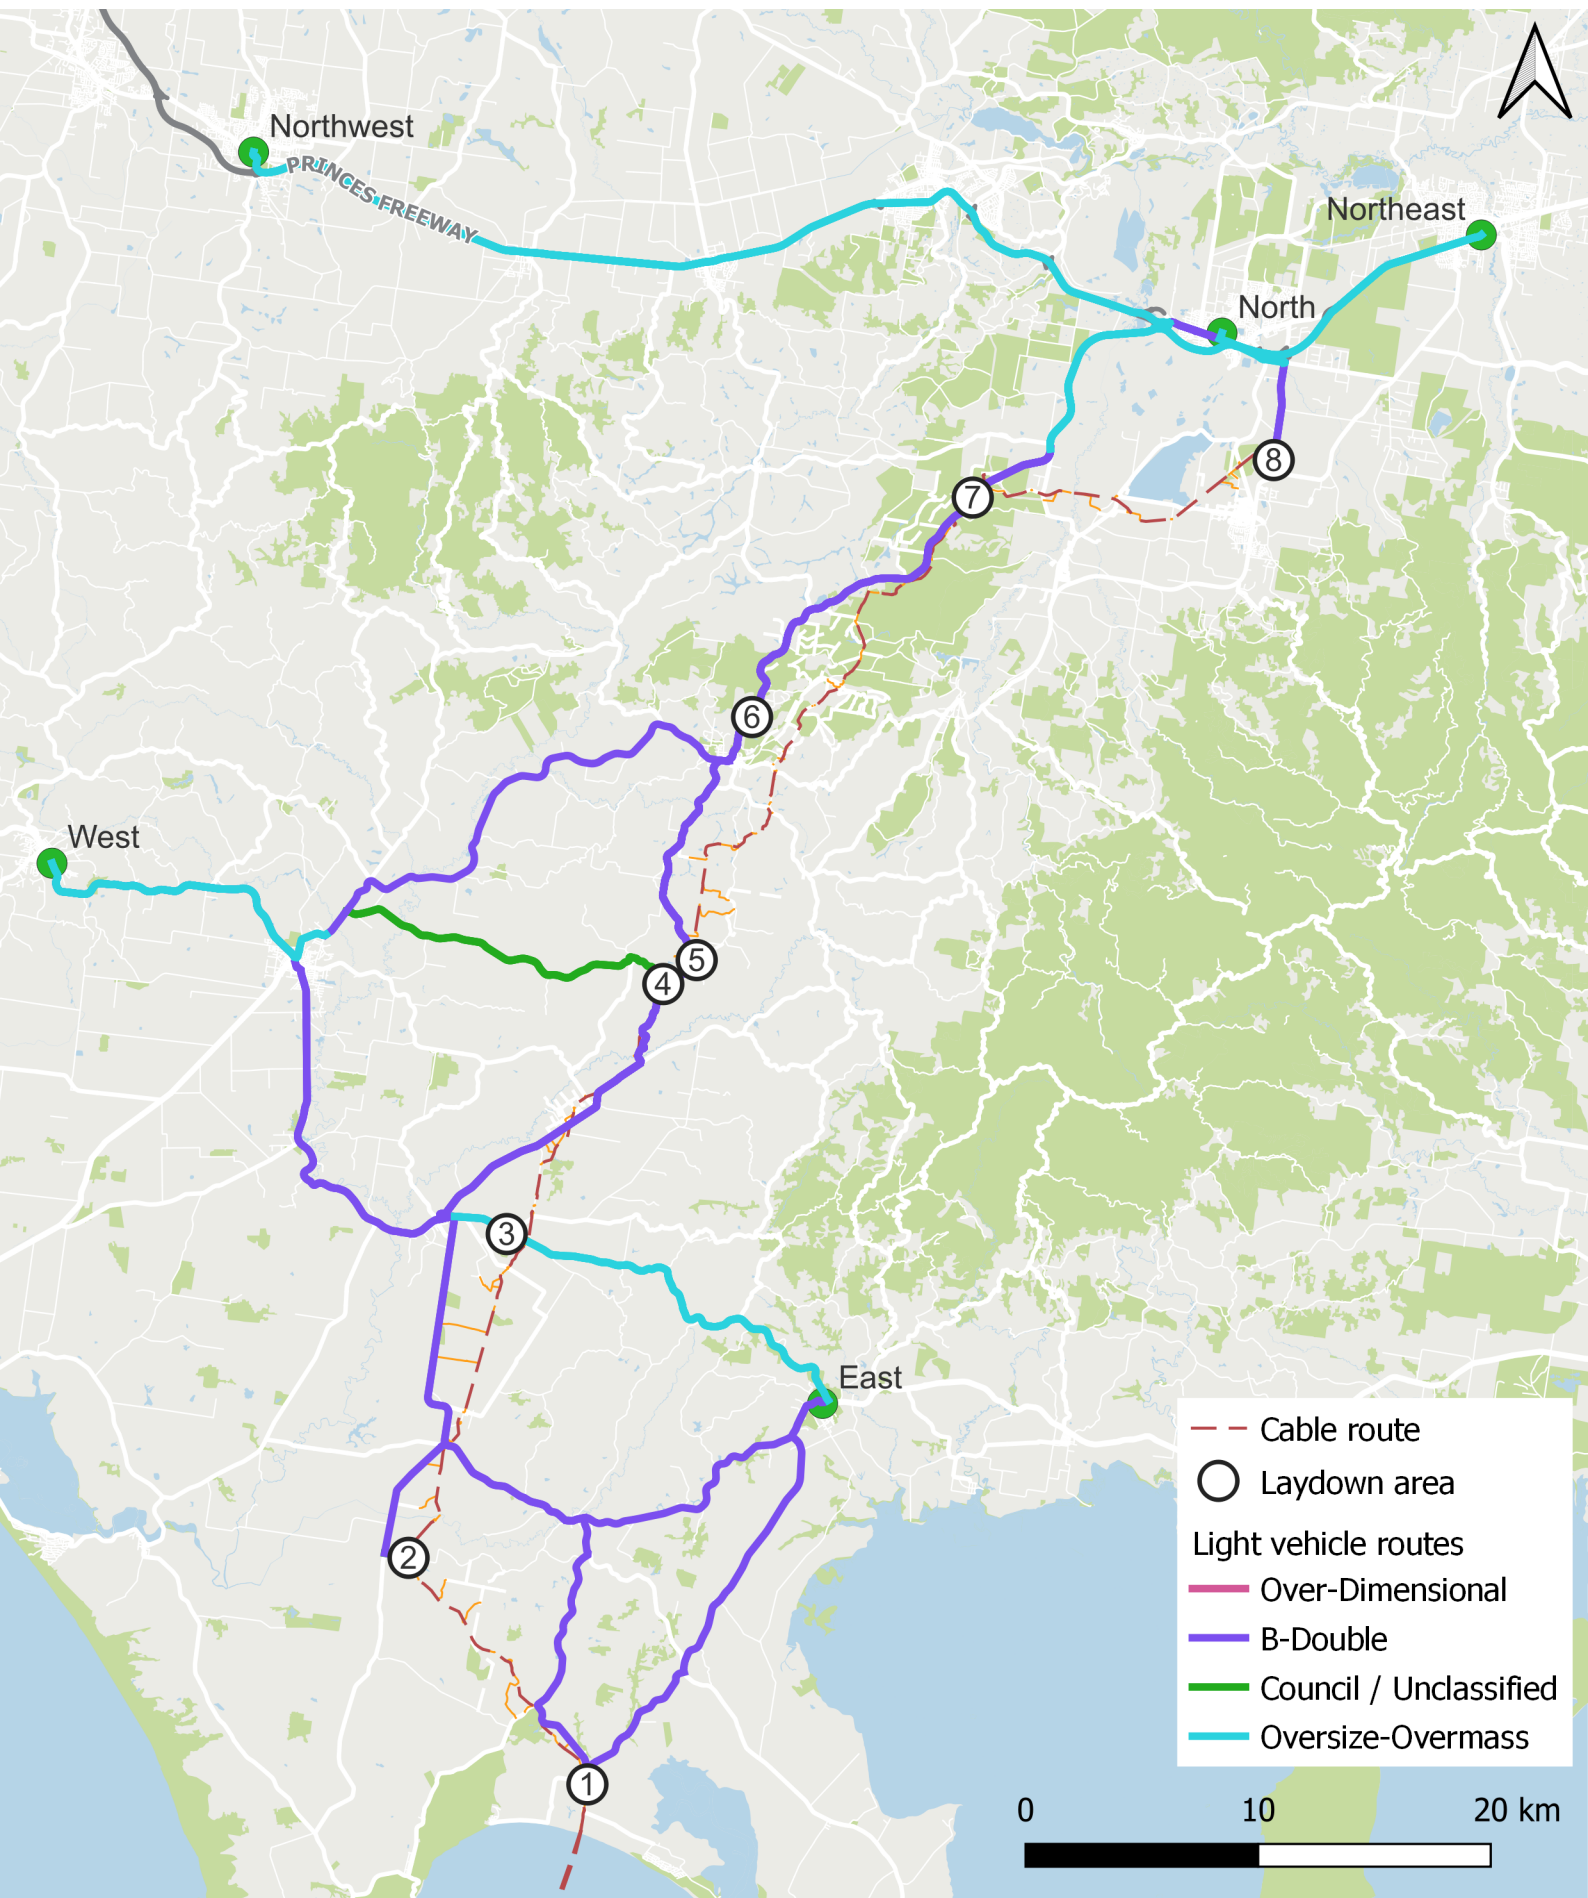 Northwest
PRINCES FREEWAY
Northeast
North
8
7
6
West
5
4
3
East
2
1
Cable route
Laydown area
Light vehicle routes
Over-Dimensional
B-Double
Council / Unclassified
Oversize-Overmass
0 10 20 km